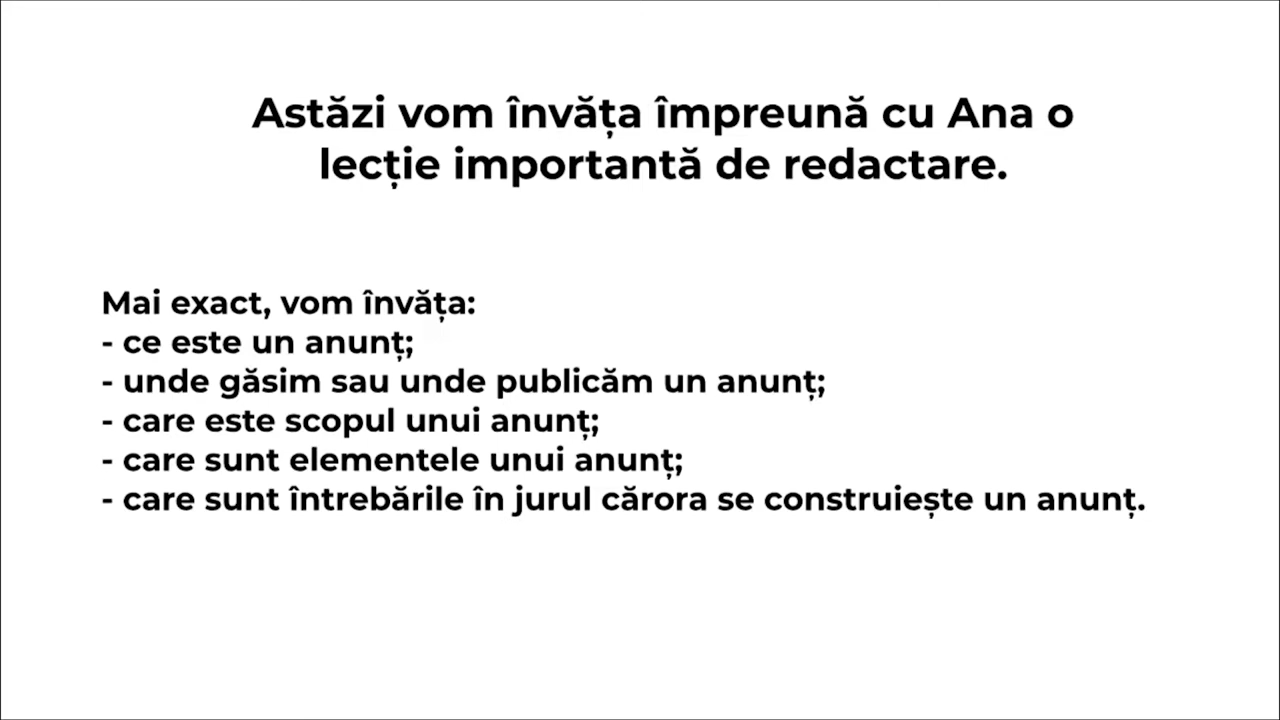 Astăzi vom învăța împreună cu Ana o
lecție importantă de redactare.
Mai exact, vom învăța:
- ce este un anunț;
- unde găsim sau unde publicăm un anunț;
- care este scopul unui anunț;
- care sunt elementele unui anunț;
- care sunt întrebările în jurul cărora se construiește un anunț.